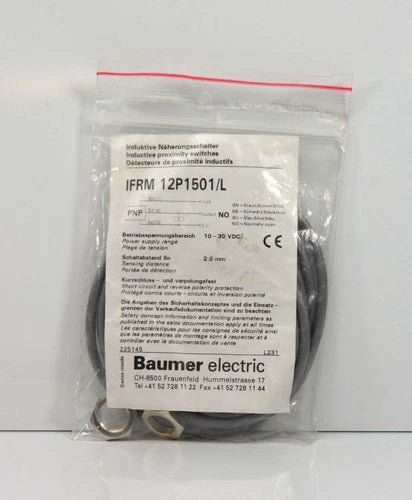 Induktive Näherungsschalter
Inductive proximity switches
Détecteurs de proximité inductifs
IFRM 12P1501/L
PNP
NO
BN = Braun/Brown/Brun
BK = Schwarz/Black/Noir
BU = Blau/Blue/Bleu
NO = Normally open
Betriebsspannungsbereich 10 - 30 VDC
Power supply range
Plage de tension
Schaltabstand Sn 2.0 mm
Sensing distance
Portée de détection
Kurzschluss - und verpolungsfest
Short circuit and reverse polarity protection
Protégé contre courts - circuits et inversion polarité
Die Angaben des Sicherheitskonzeptes und die Einsatz-
grenzen der Verkaufsdokumentation sind zu beachten
Safety concept information and limiting parameters as
published in the sales documentation apply at all times
Les caractéristiques pour les consignes de sécurité ainsi
que les paramètres de montage sont à respecter et à
contrôler avec le documentation de vente
225145 L231
Swiss made
Baumer electric
CH-8500 Frauenfeld Hummelstrasse 17
Tel +41 52 728 11 22 Fax +41 52 728 11 44